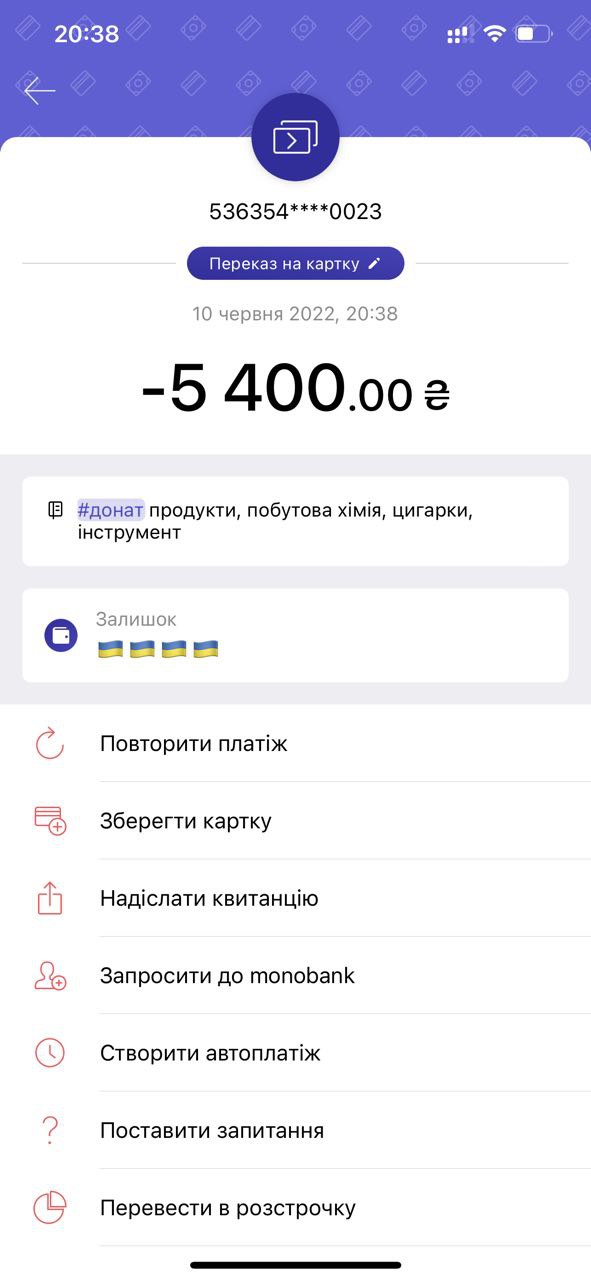 20:38
536354****0023
Переказ на картку
10 червня 2022, 20:38
-5 400.00 ₴
#донат продукти, побутова хімія, цигарки,
інструмент
Залишок
🇺🇦 🇺🇦 🇺🇦 🇺🇦
Повторити платіж
Зберегти картку
Надіслати квитанцію
Запросити до monobank
Створити автоплатіж
Поставити запитання
Перевести в розстрочку